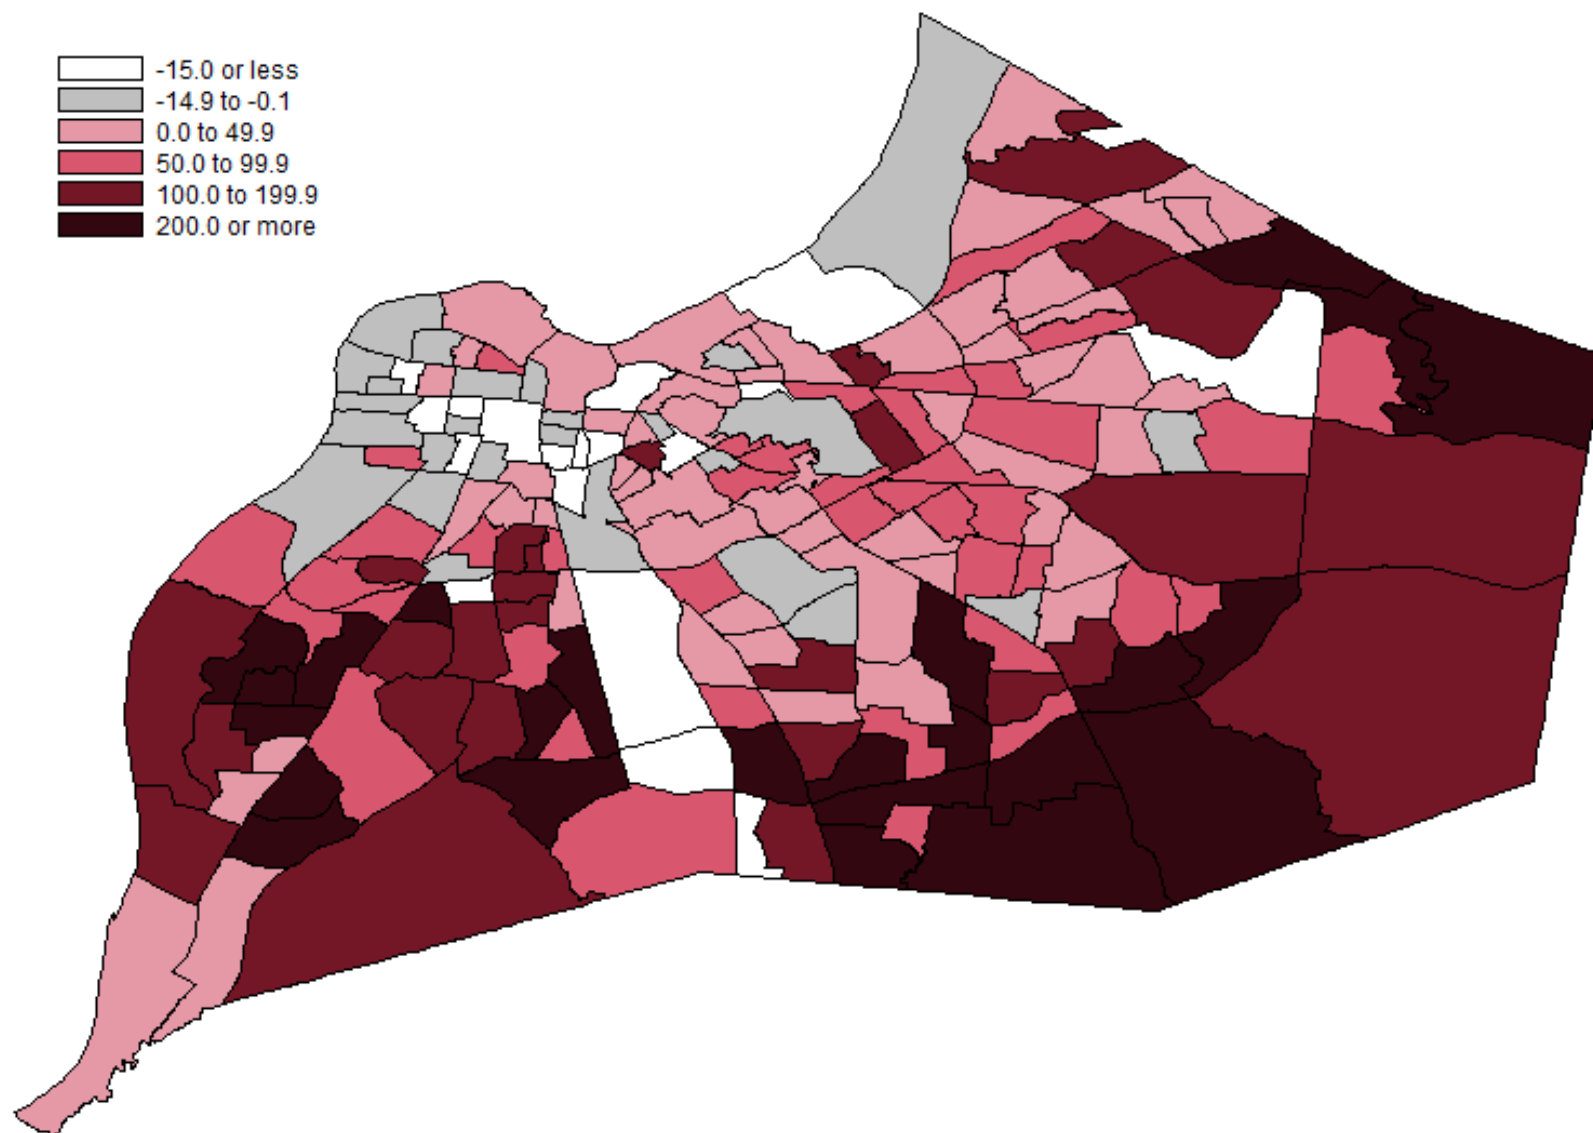 -15.0 or less
-14.9 to -0.1
0.0 to 49.9
50.0 to 99.9
100.0 to 199.9
200.0 or more